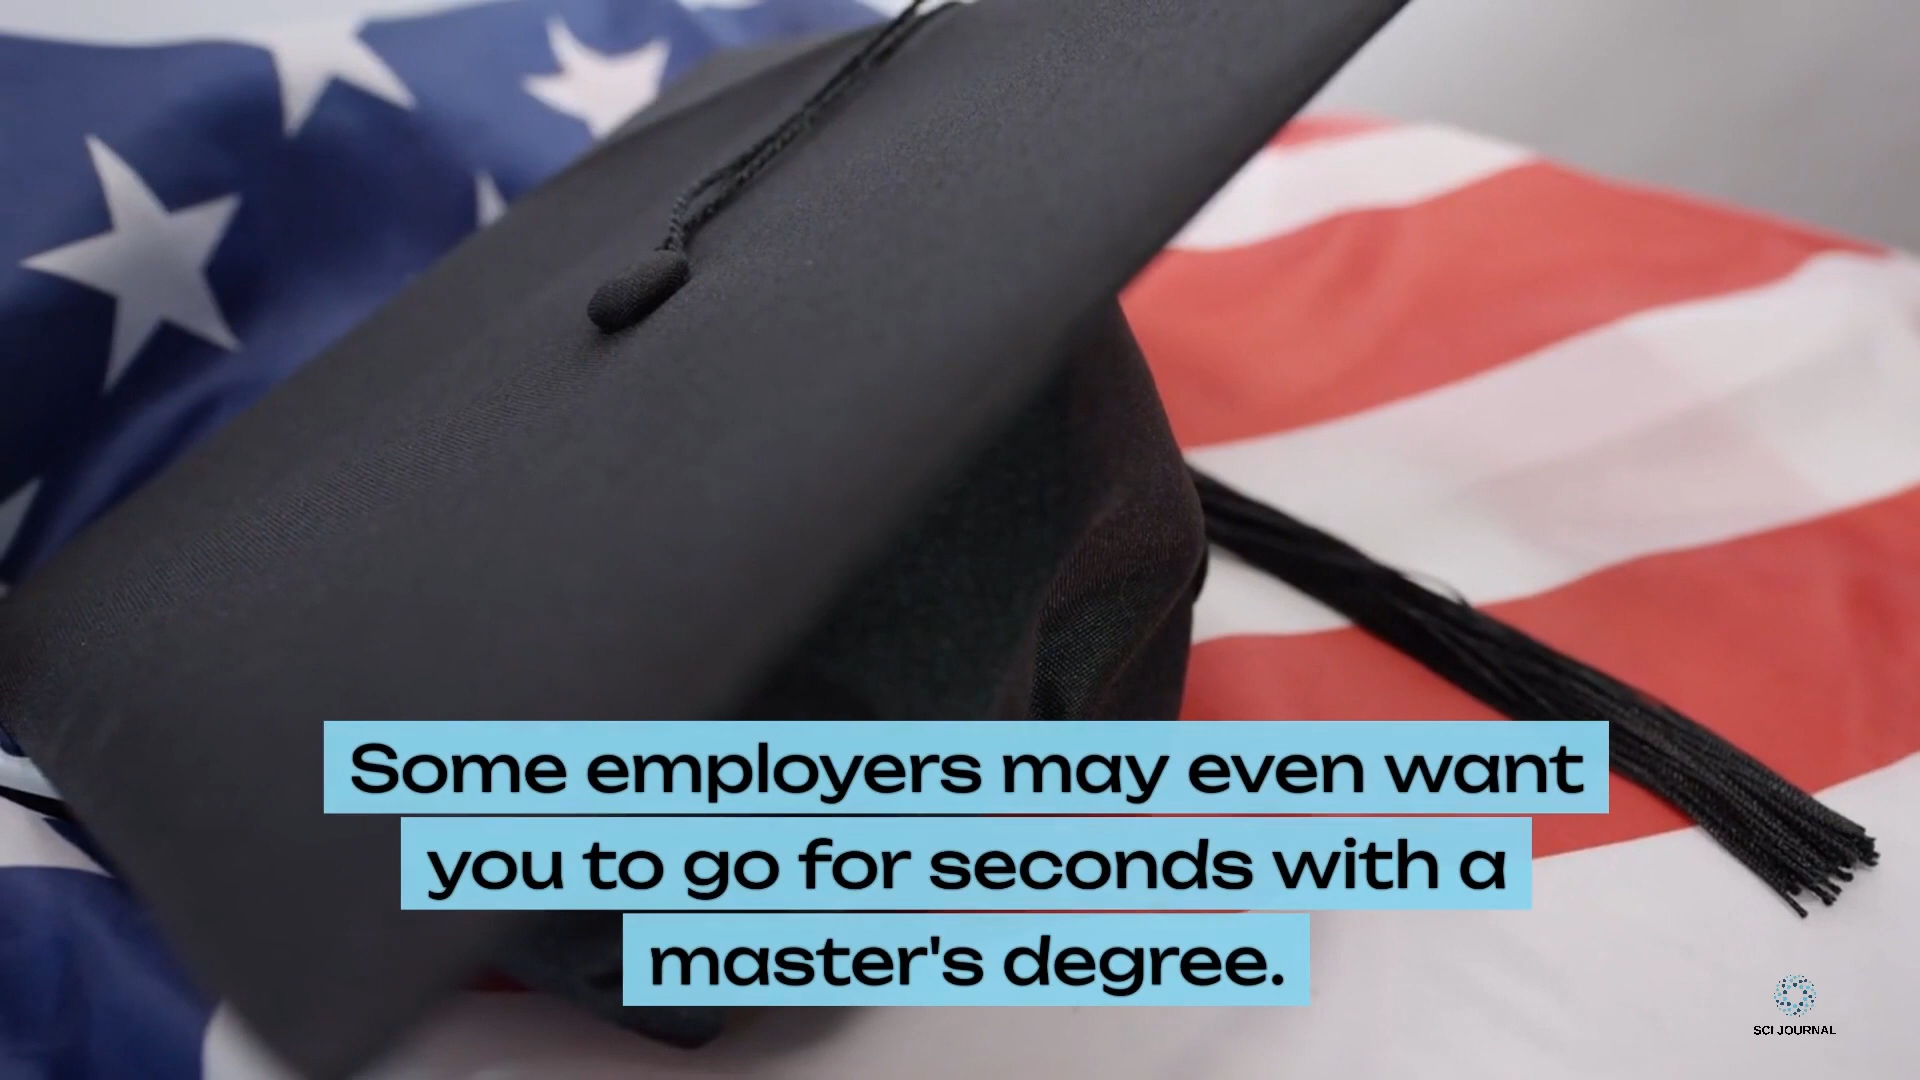 Some employers may even want
you to go for seconds with a
master's degree.
SCI JOURNAL